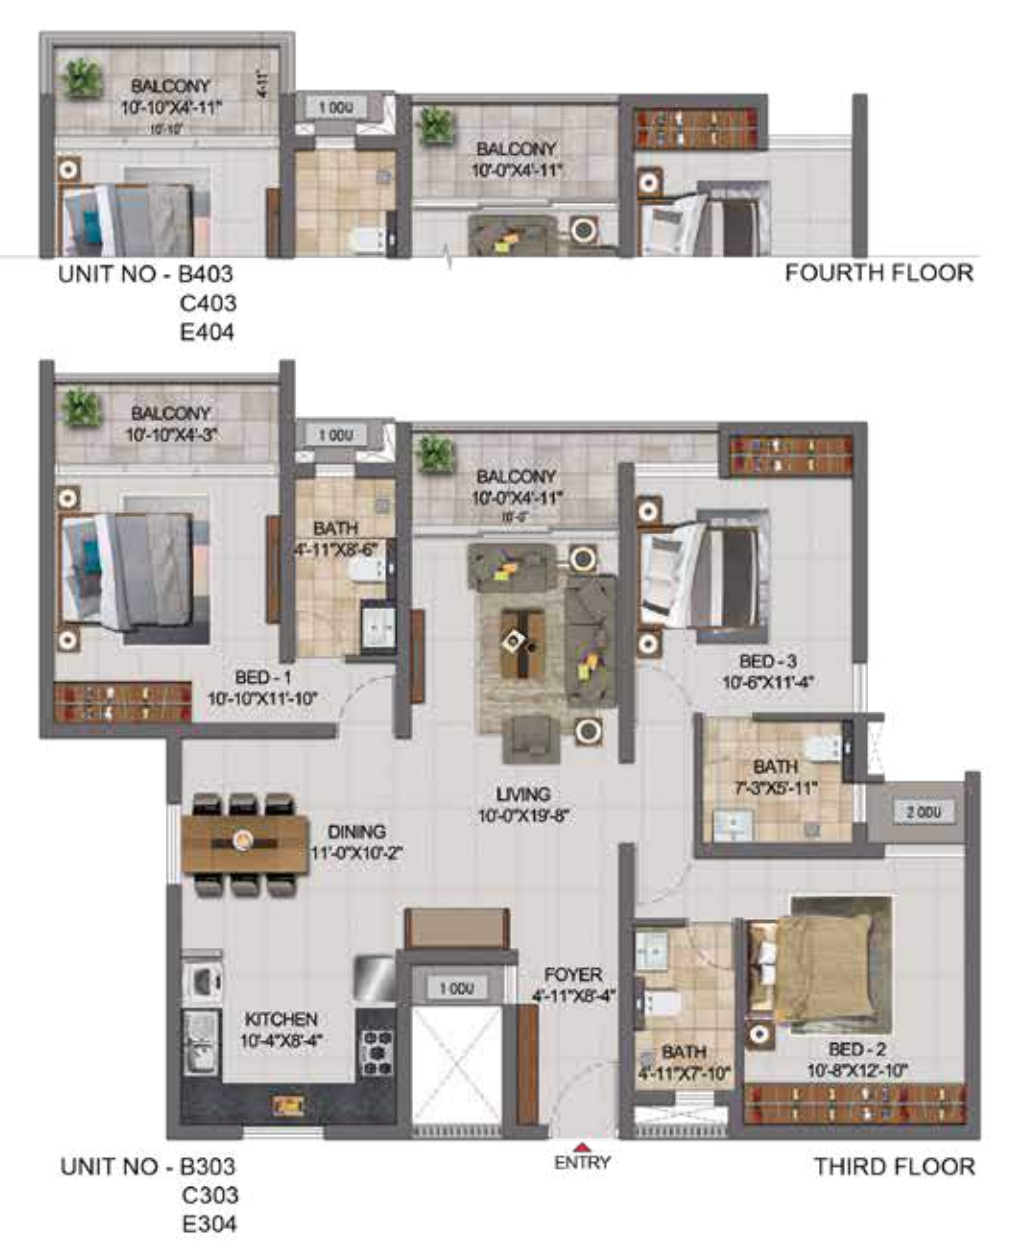 BALCONY
10'-10"X4'-11"
10'-10"
4'-11"
1 ODU
BALCONY
10'-0"X4'-11"
UNIT NO - B403
C403
E404
FOURTH FLOOR
BALCONY
10'-10"X4'-3"
1 ODU
BALCONY
10'-0"X4'-11"
10'-0"
BATH
4'-11"X8'-6"
BED - 1
10'-10"X11'-10"
BED - 3
10'-6"X11'-4"
BATH
7'-3"X5'-11"
LIVING
10'-0"X19'-8"
2 ODU
DINING
11'-0"X10'-2"
FOYER
4'-11"X8'-4"
1 ODU
KITCHEN
10'-4"X8'-4"
BATH
4'-11"X7'-10"
BED - 2
10'-8"X12'-10"
ENTRY
UNIT NO - B303
C303
E304
THIRD FLOOR